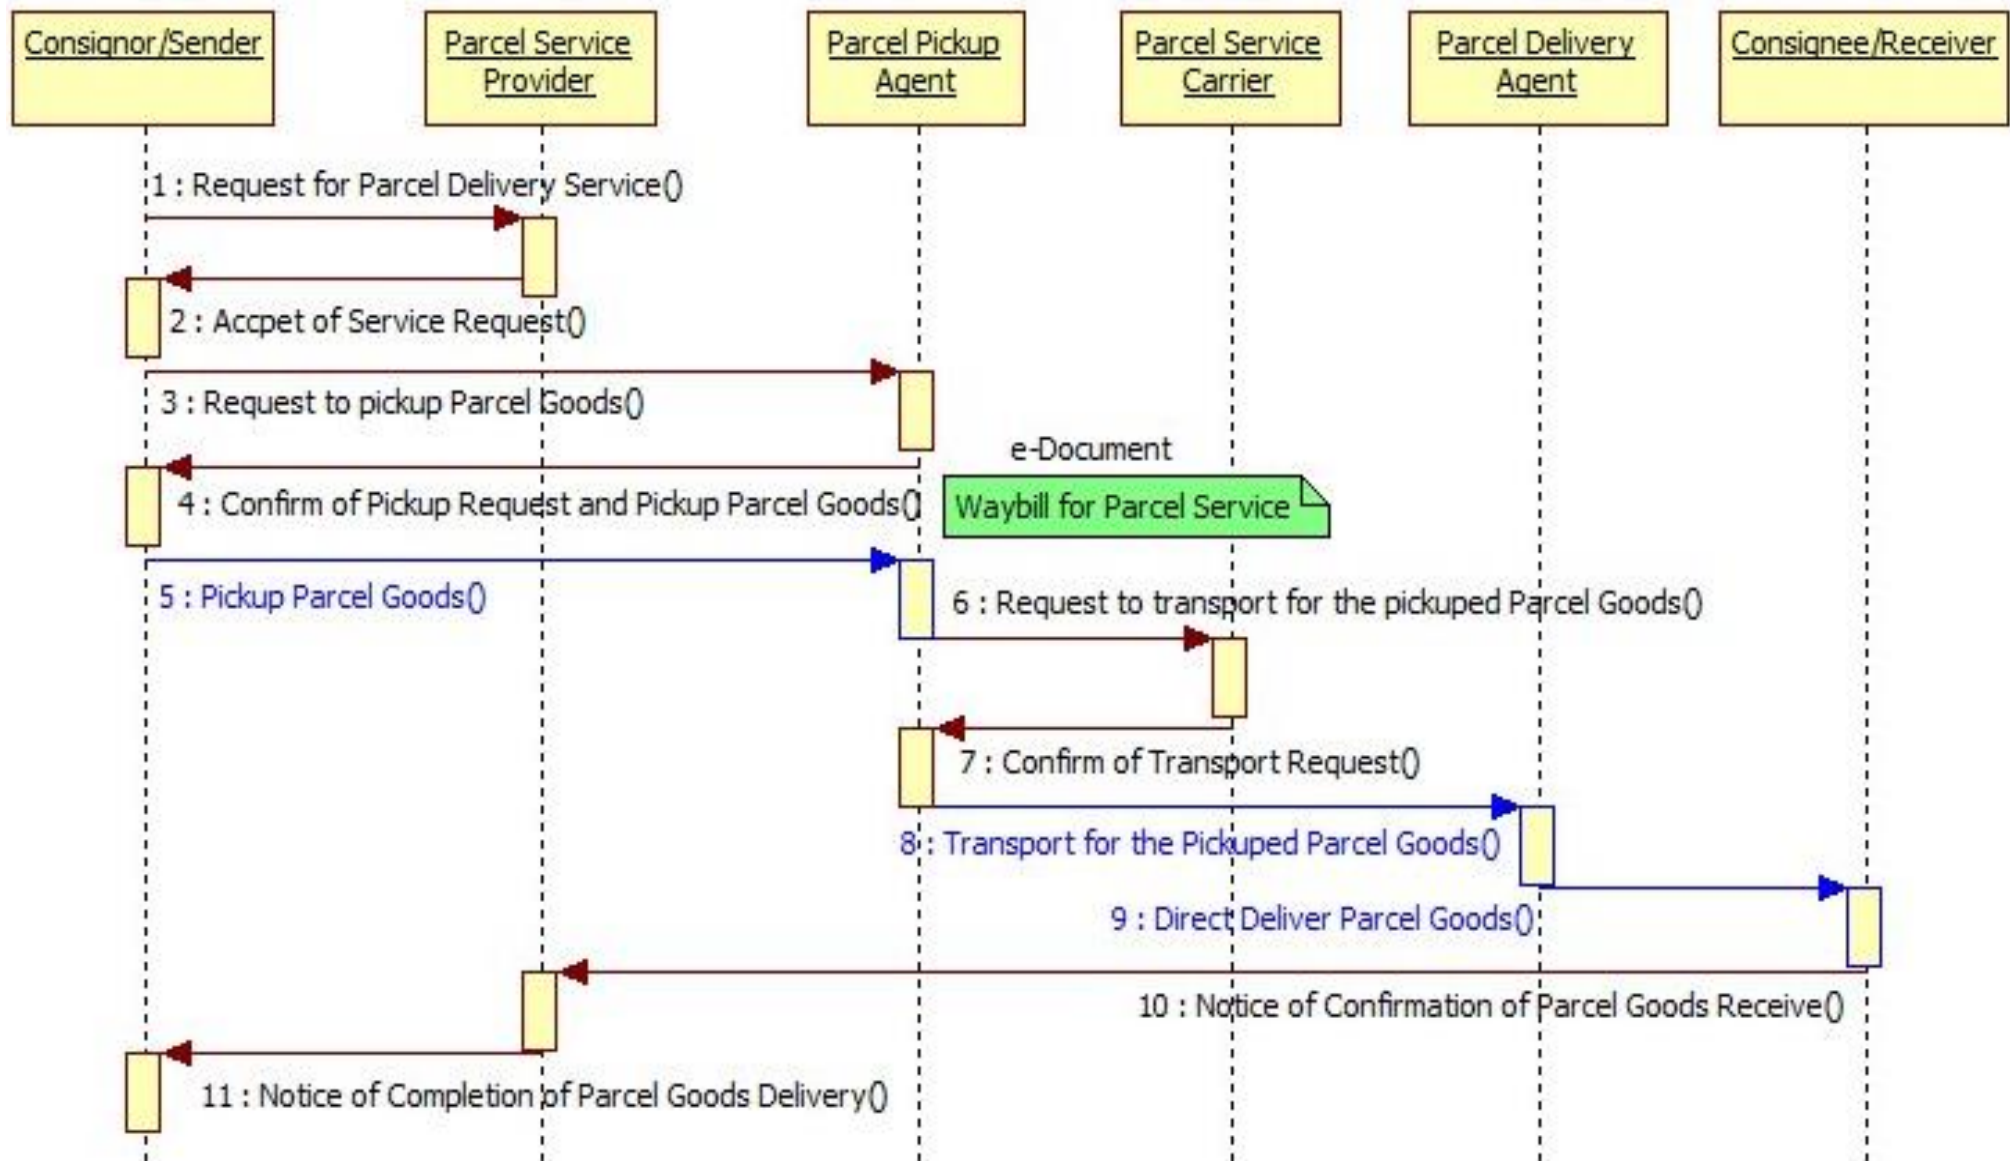 Consignor/Sender
Parcel Service
Provider
Parcel Pickup
Agent
Parcel Service
Carrier
Parcel Delivery
Agent
Consignee/Receiver
1 : Request for Parcel Delivery Service()
2 : Accpet of Service Request()
3 : Request to pickup Parcel Goods()
e-Document
4 : Confirm of Pickup Request and Pickup Parcel Goods()
Waybill for Parcel Service
5 : Pickup Parcel Goods()
6 : Request to transport for the pickuped Parcel Goods()
7 : Confirm of Transport Request()
8 : Transport for the Pickuped Parcel Goods()
9 : Direct Deliver Parcel Goods()
10 : Notice of Confirmation of Parcel Goods Receive()
11 : Notice of Completion of Parcel Goods Delivery()